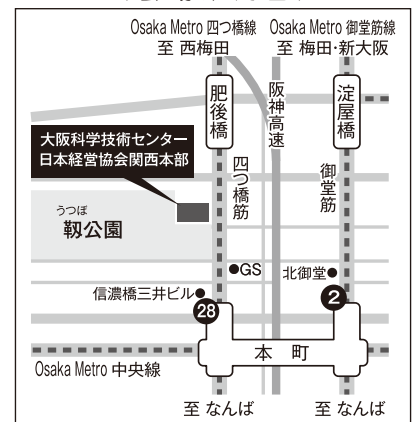 Osaka Metro 四つ橋線
至 西梅田
Osaka Metro 御堂筋線
至 梅田・新大阪
肥後橋
阪神高速
淀屋橋
大阪科学技術センター
日本経営協会関西本部
四つ橋筋
御堂筋
うつぼ
靱公園
GS
北御堂
信濃橋三井ビル
28
2
本町
Osaka Metro 中央線
至 なんば
至 なんば